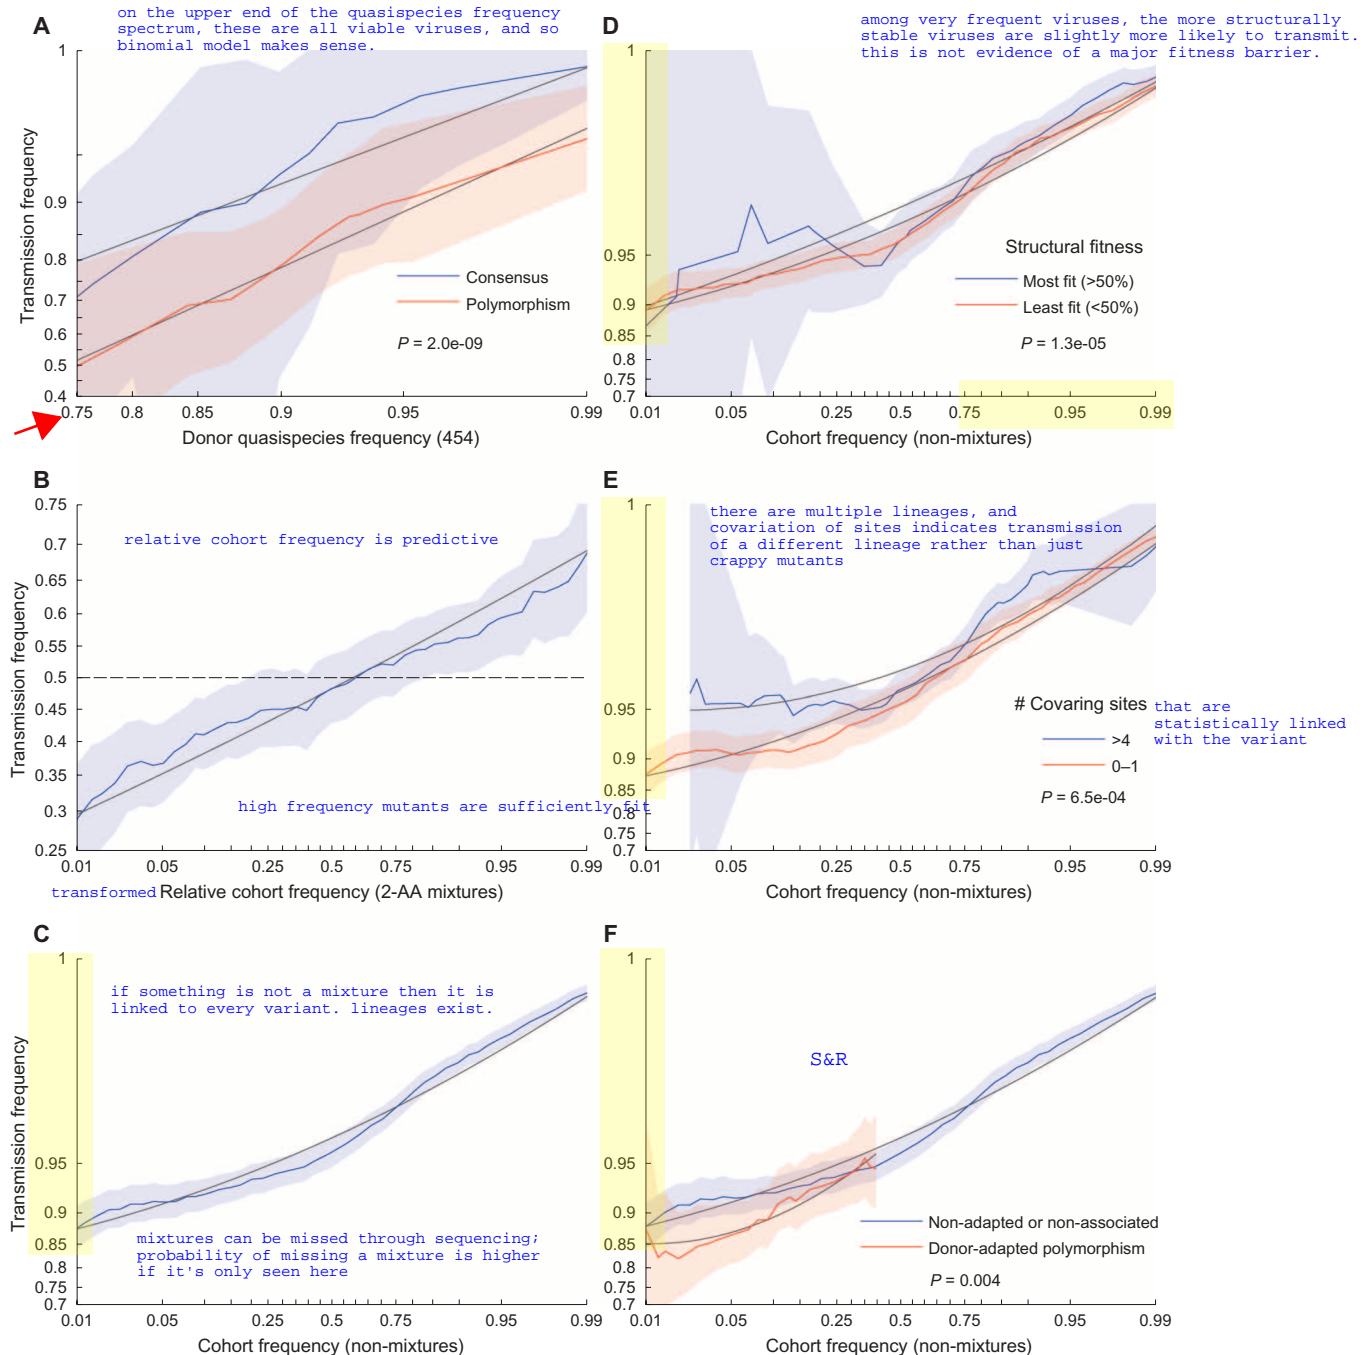 on the upper end of the quasispecies frequency
spectrum, these are all viable viruses, and so
binomial model makes sense.
A
1
0.9
0.8
0.7
0.6
0.5
0.4
Transmission frequency
Consensus
Polymorphism
P = 2.0e-09
0.75 0.8 0.85 0.9 0.95 0.99
Donor quasispecies frequency (454)
among very frequent viruses, the more structurally
stable viruses are slightly more likely to transmit.
this is not evidence of a major fitness barrier.
D
1
0.95
0.9
0.85
0.8
0.75
0.7
Transmission frequency
Structural fitness
Most fit (>50%)
Least fit (<50%)
P = 1.3e-05
0.01 0.05 0.25 0.5 0.75 0.95 0.99
Cohort frequency (non-mixtures)
B
0.75
0.7
0.65
0.6
0.55
0.5
0.45
0.4
0.35
0.3
0.25
Transmission frequency
relative cohort frequency is predictive
high frequency mutants are sufficiently fit
0.01 0.05 0.25 0.5 0.75 0.95 0.99
transformed Relative cohort frequency (2-AA mixtures)
E
1
0.95
0.9
0.85
0.8
0.75
0.7
there are multiple lineages, and
covariation of sites indicates transmission
of a different lineage rather than just
crappy mutants
# Covaring sites
>4
0–1
P = 6.5e-04
that are
statistically linked
with the variant
0.01 0.05 0.25 0.5 0.75 0.95 0.99
Cohort frequency (non-mixtures)
C
1
0.95
0.9
0.85
0.8
0.75
0.7
Transmission frequency
if something is not a mixture then it is
linked to every variant. lineages exist.
mixtures can be missed through sequencing;
probability of missing a mixture is higher
if it's only seen here
0.01 0.05 0.25 0.5 0.75 0.95 0.99
Cohort frequency (non-mixtures)
F
1
0.95
0.9
0.85
0.8
0.75
0.7
S&R
Non-adapted or non-associated
Donor-adapted polymorphism
P = 0.004
0.01 0.05 0.25 0.5 0.75 0.95 0.99
Cohort frequency (non-mixtures)